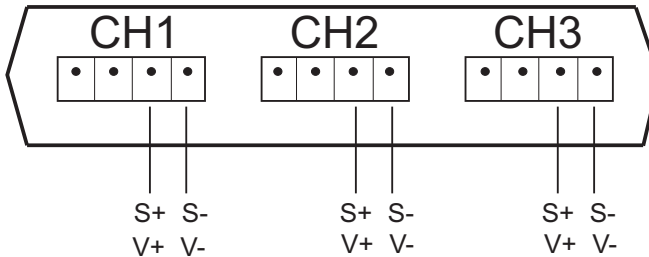 CH1 CH2 CH3
S+ S- S+ S- S+ S-
V+ V- V+ V- V+ V-